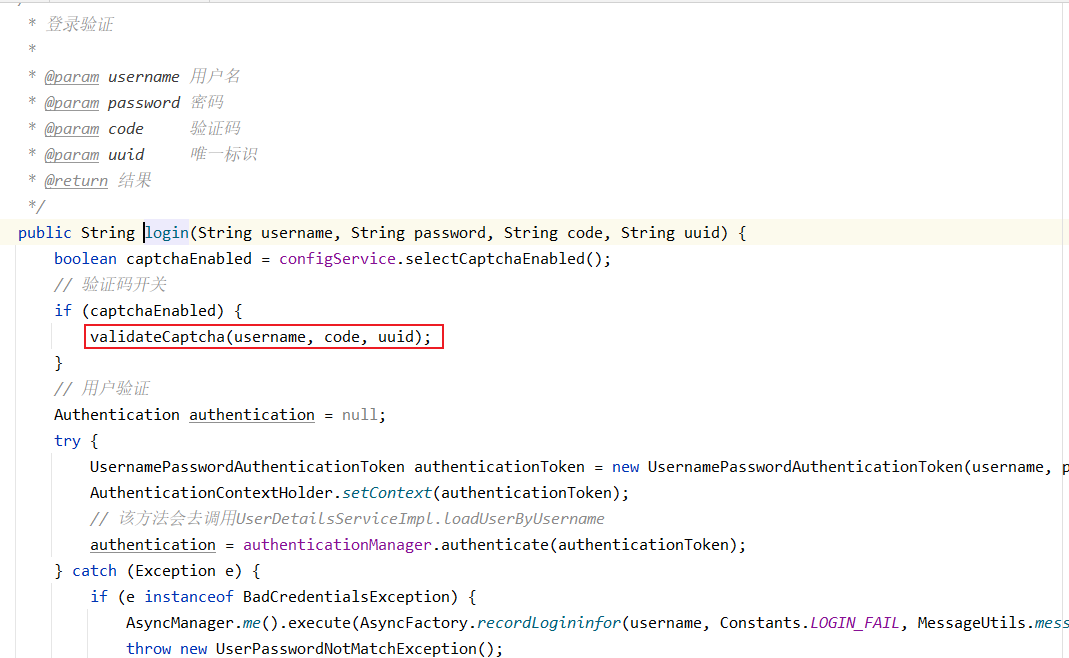 * 登录验证
*
* @param username 用户名
* @param password 密码
* @param code 验证码
* @param uuid 唯一标识
* @return 结果
*/
public String login(String username, String password, String code, String uuid) {
boolean captchaEnabled = configService.selectCaptchaEnabled();
// 验证码开关
if (captchaEnabled) {
validateCaptcha(username, code, uuid);
}
// 用户验证
Authentication authentication = null;
try {
UsernamePasswordAuthenticationToken authenticationToken = new UsernamePasswordAuthenticationToken(username, p
AuthenticationContextHolder.setContext(authenticationToken);
// 该方法会去调用UserDetailsServiceImpl.loadUserByUsername
authentication = authenticationManager.authenticate(authenticationToken);
} catch (Exception e) {
if (e instanceof BadCredentialsException) {
AsyncManager.me().execute(AsyncFactory.recordLogininfor(username, Constants.LOGIN_FAIL, MessageUtils.mess
throw new UserPasswordNotMatchException();